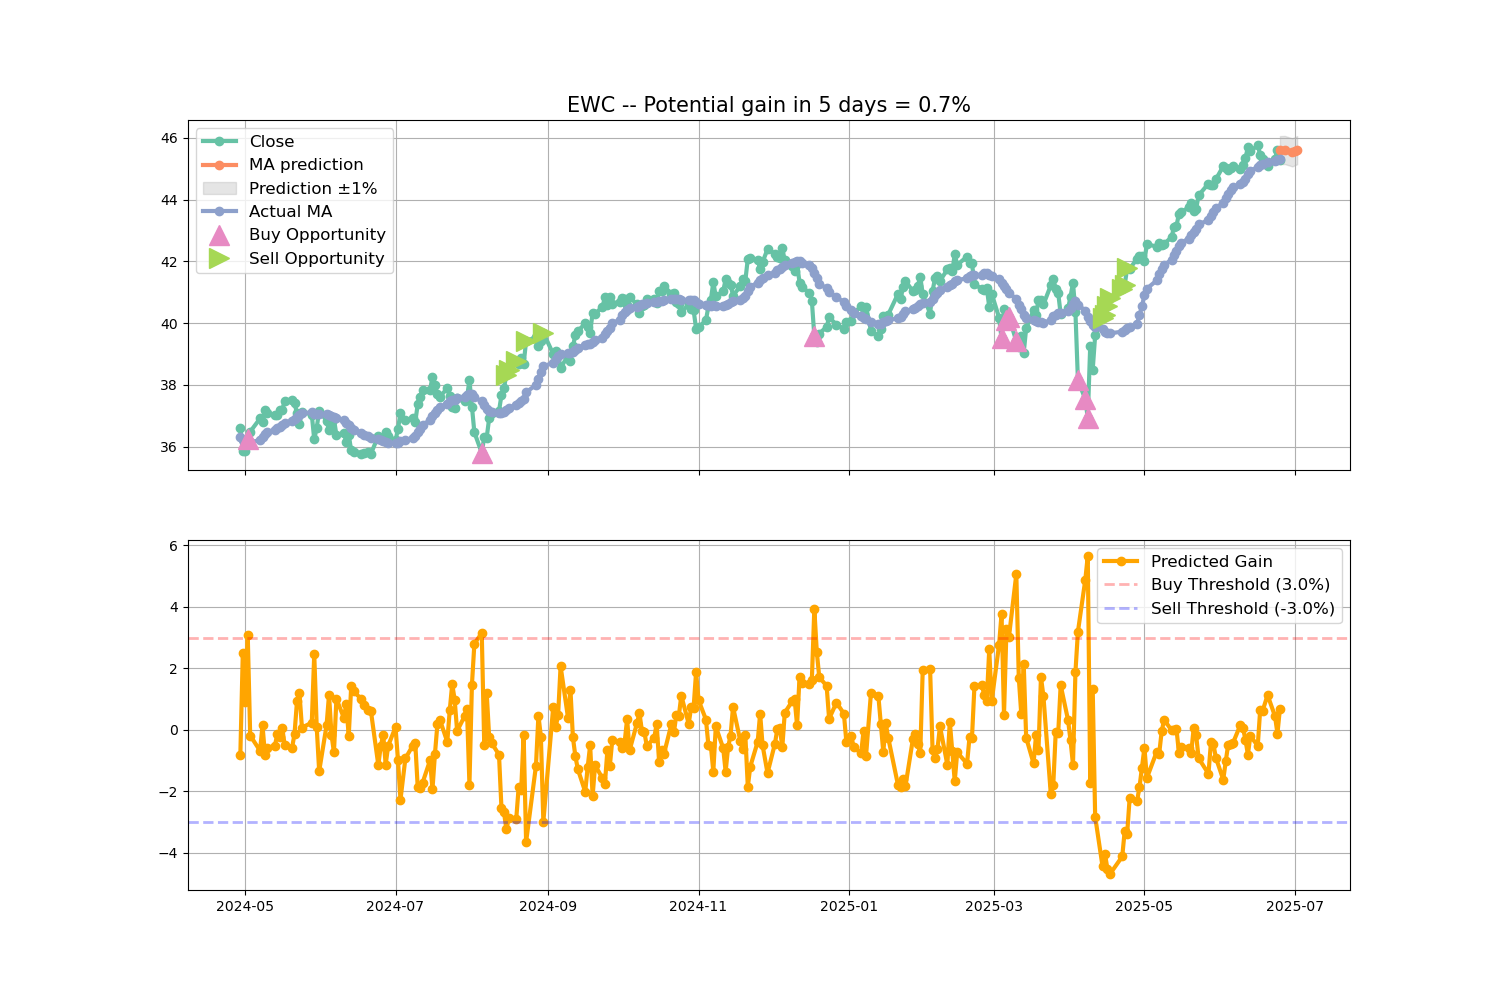 EWC -- Potential gain in 5 days = 0.7%
46
44
42
40
38
36
Close
MA prediction
Prediction ±1%
Actual MA
Buy Opportunity
Sell Opportunity
6
4
2
0
−2
−4
Predicted Gain
Buy Threshold (3.0%)
Sell Threshold (-3.0%)
2024-05
2024-07
2024-09
2024-11
2025-01
2025-03
2025-05
2025-07